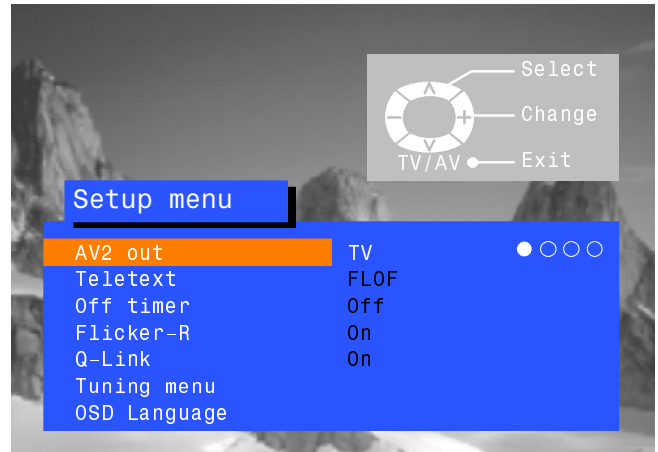 Select
Change
TV/AV Exit
Setup menu
AV2 out TV
Teletext FLOF
Off timer Off
Flicker-R On
Q-Link On
Tuning menu
OSD Language